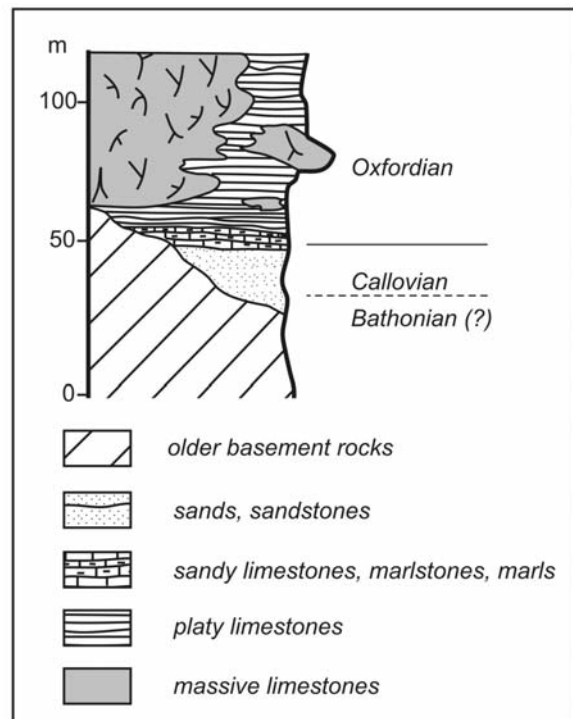 m
100
Oxfordian
50
Callovian
Bathonian (?)
0
older basement rocks
sands, sandstones
sandy limestones, marlstones, marls
platy limestones
massive limestones